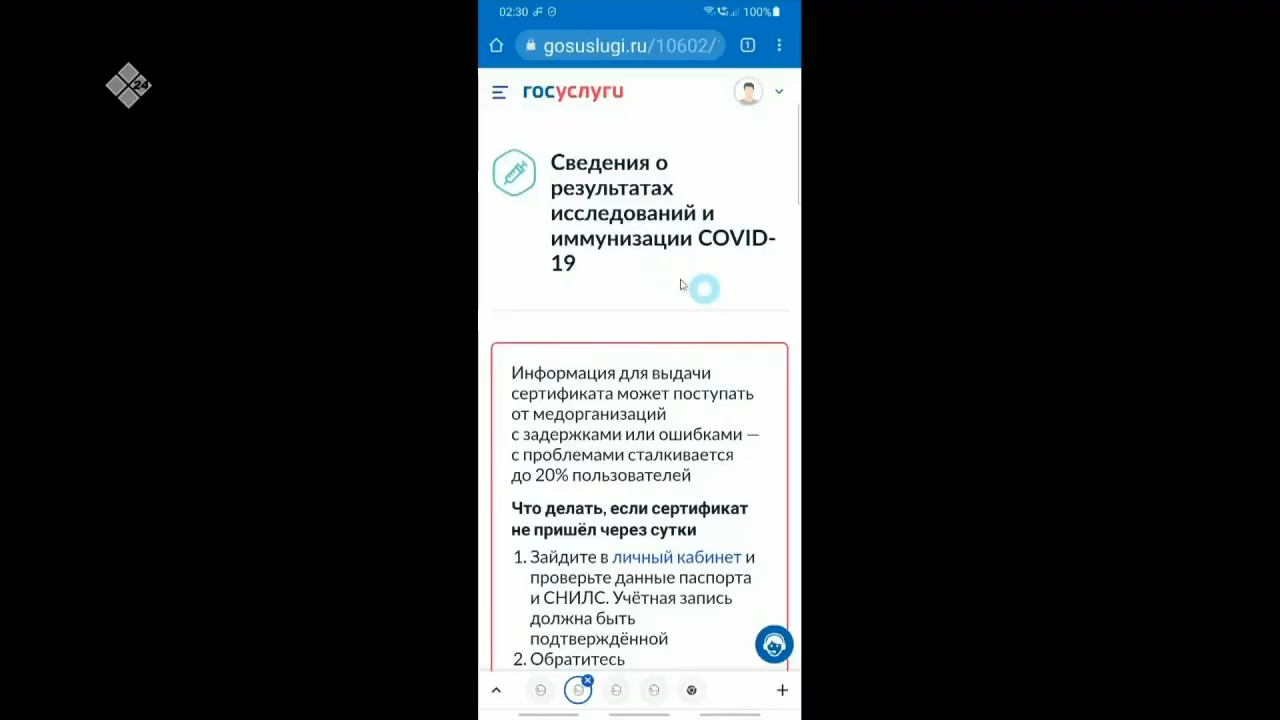 02:30
100%
gosuslugi.ru/10602/
1
X24
госуслуги
Сведения о
результатах
исследований и
иммунизации COVID-
19
Информация для выдачи
сертификата может поступать
от медорганизаций
с задержками или ошибками —
с проблемами сталкивается
до 20% пользователей
Что делать, если сертификат
не пришёл через сутки
1. Зайдите в личный кабинет и
проверьте данные паспорта
и СНИЛС. Учётная запись
должна быть
подтверждённой
2. Обратитесь